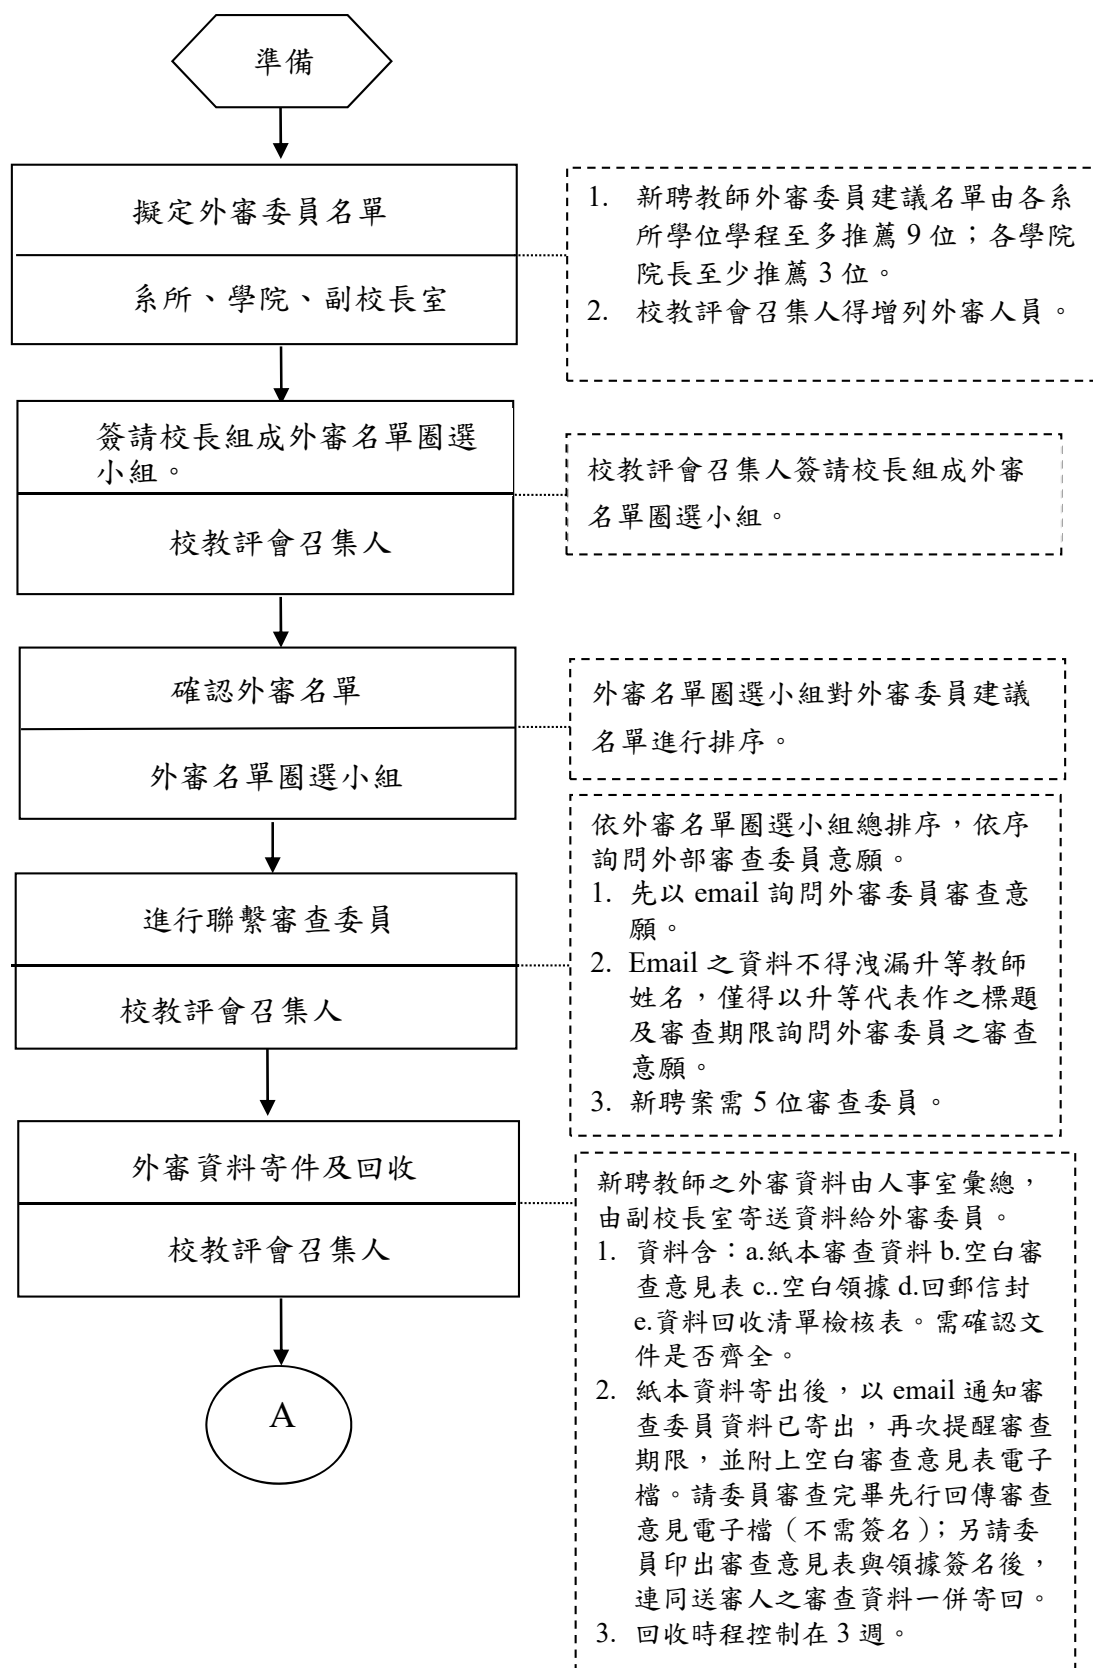 準備
擬定外審委員名單
系所、學院、副校長室
1. 新聘教師外審委員建議名單由各系
所學位學程至多推薦 9 位；各學院
院長至少推薦 3 位。
2. 校教評會召集人得增列外審人員。
簽請校長組成外審名單圈選
小組。
校教評會召集人
校教評會召集人簽請校長組成外審
名單圈選小組。
確認外審名單
外審名單圈選小組
外審名單圈選小組對外審委員建議
名單進行排序。
進行聯繫審查委員
校教評會召集人
依外審名單圈選小組總排序，依序
詢問外部審查委員意願。
1. 先以 email 詢問外審委員審查意
願。
2. Email 之資料不得洩漏升等教師
姓名，僅得以升等代表作之標題
及審查期限詢問外審委員之審查
意願。
3. 新聘案需 5 位審查委員。
外審資料寄件及回收
校教評會召集人
新聘教師之外審資料由人事室彙總，
由副校長室寄送資料給外審委員。
1. 資料含：a.紙本審查資料 b.空白審
查意見表 c..空白領據 d.回郵信封
e.資料回收清單檢核表。需確認文
件是否齊全。
2. 紙本資料寄出後，以 email 通知審
查委員資料已寄出，再次提醒審查
期限，並附上空白審查意見表電子
檔。請委員審查完畢先行回傳審查
意見電子檔（不需簽名）；另請委
員印出審查意見表與領據簽名後，
連同送審人之審查資料一併寄回。
3. 回收時程控制在 3 週。
A